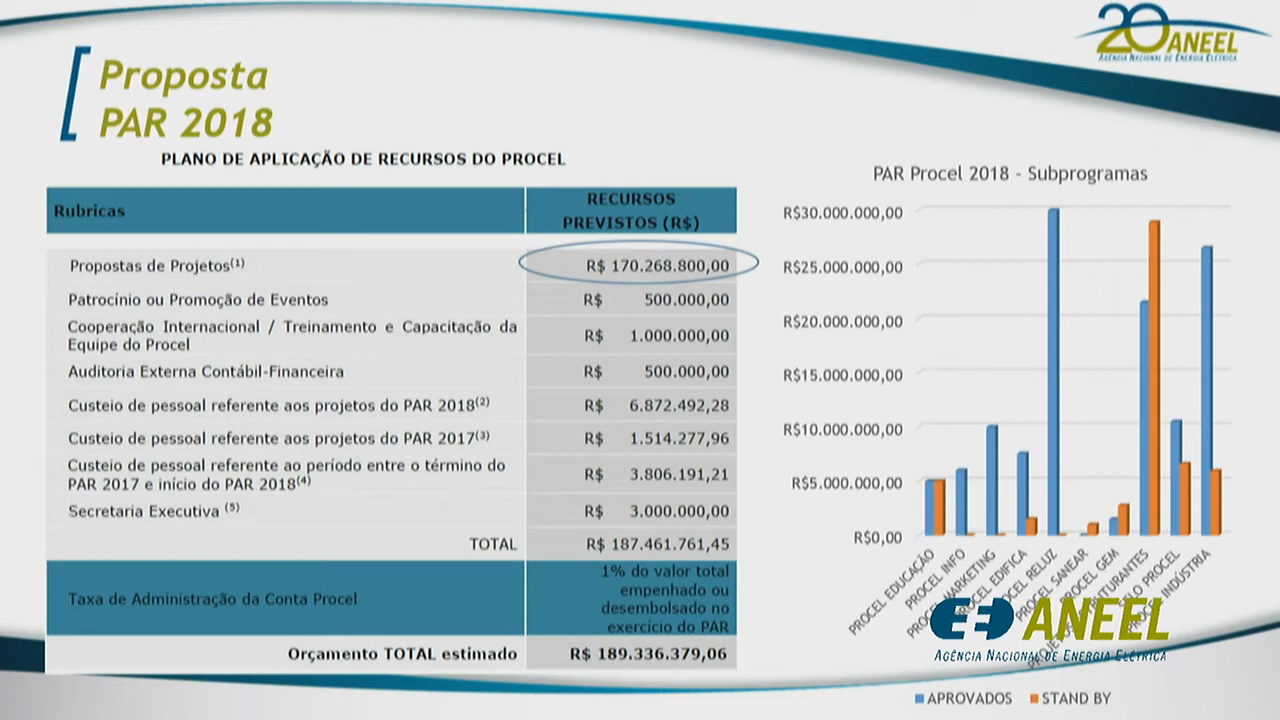 20 ANEEL
AGÊNCIA NACIONAL DE ENERGIA ELÉTRICA
Proposta
PAR 2018
PLANO DE APLICAÇÃO DE RECURSOS DO PROCEL
Rubricas
RECURSOS
PREVISTOS (R$)
Propostas de Projetos(1)
R$ 170.268.800,00
Patrocínio ou Promoção de Eventos
R$ 500.000,00
Cooperação Internacional / Treinamento e Capacitação da
Equipe do Procel
R$ 1.000.000,00
Auditoria Externa Contábil-Financeira
R$ 500.000,00
Custeio de pessoal referente aos projetos do PAR 2018(2)
R$ 6.872.492,28
Custeio de pessoal referente aos projetos do PAR 2017(3)
R$ 1.514.277,96
Custeio de pessoal referente ao período entre o término do
PAR 2017 e início do PAR 2018(4)
R$ 3.806.191,21
Secretaria Executiva (5)
R$ 3.000.000,00
TOTAL
R$ 187.461.761,45
Taxa de Administração da Conta Procel
1% do valor total
empenhado ou
desembolsado no
exercício do PAR
Orçamento TOTAL estimado
R$ 189.336.379,06
PAR Procel 2018 - Subprogramas
R$30.000.000,00
R$25.000.000,00
R$20.000.000,00
R$15.000.000,00
R$10.000.000,00
R$5.000.000,00
R$0,00
PROCEL EDUCAÇÃO
PROCEL INFO
PROCEL MARKETING
PROCEL EDIFICA
RELUZ
PROCEL SANEAR
PROCEL GEM
PROCEL
INDÚSTRIA
ANEEL
AGÊNCIA NACIONAL DE ENERGIA ELÉTRICA
APROVADOS
STAND BY